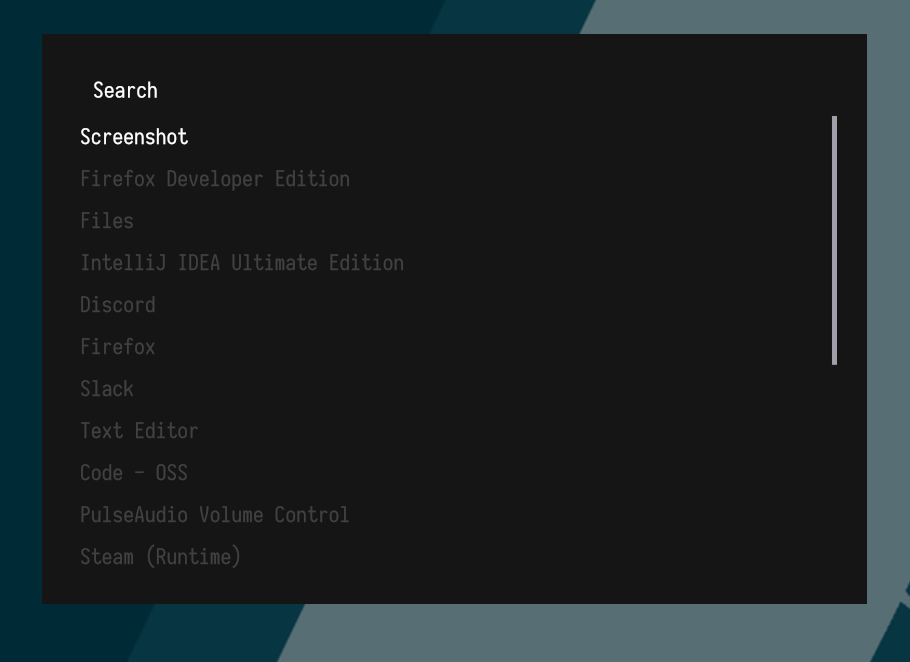 Search
Screenshot
Firefox Developer Edition
Files
IntelliJ IDEA Ultimate Edition
Discord
Firefox
Slack
Text Editor
Code - OSS
PulseAudio Volume Control
Steam (Runtime)